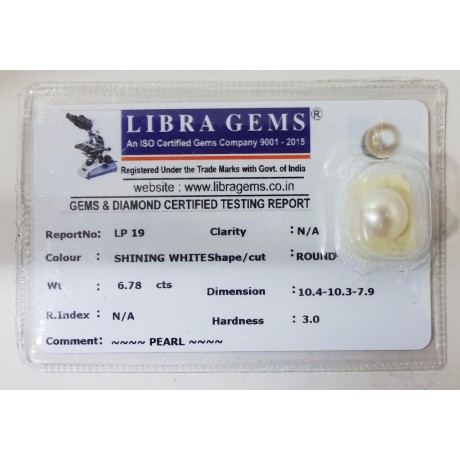 LIBRA GEMS®
An ISO Certified Gems Company 9001 - 2015
Registered Under the Trade Marks with Govt. of India
website : www.libragems.co.in
GEMS & DIAMOND CERTIFIED TESTING REPORT
ReportNo: LP 19 Clarity : N/A
Colour : SHINING WHITE Shape/cut : ROUND
Wt : 6.78 cts Dimension : 10.4-10.3-7.9
R.Index : N/A Hardness : 3.0
Comment: ~~~~ PEARL ~~~~